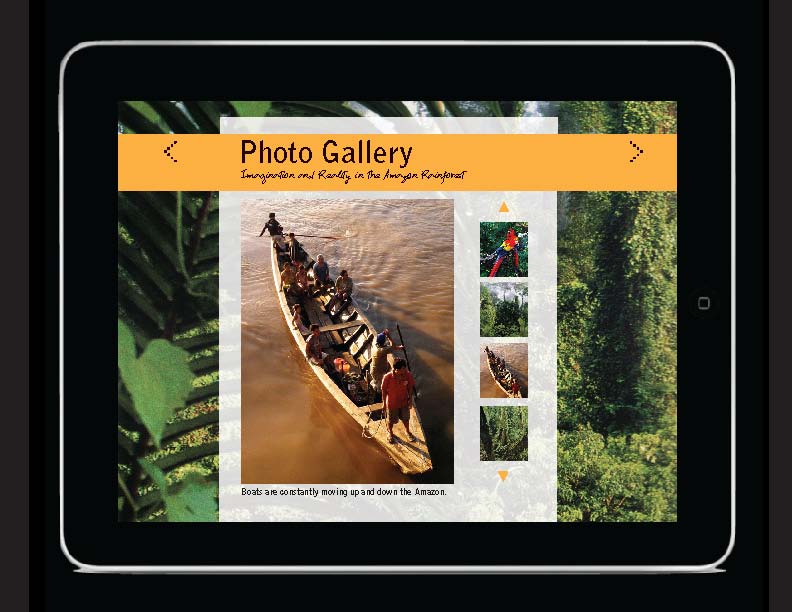 Photo Gallery
Imagination and Reality in the Amazon Rainforest
Boats are constantly moving up and down the Amazon.